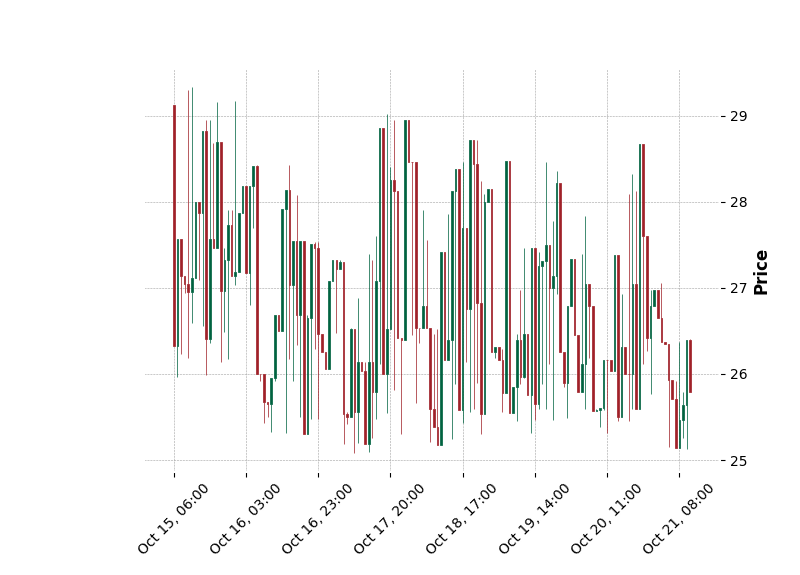 29
28
27
26
25
Price
Oct 15, 06:00
Oct 16, 03:00
Oct 16, 23:00
Oct 17, 20:00
Oct 18, 17:00
Oct 19, 14:00
Oct 20, 11:00
Oct 21, 08:00